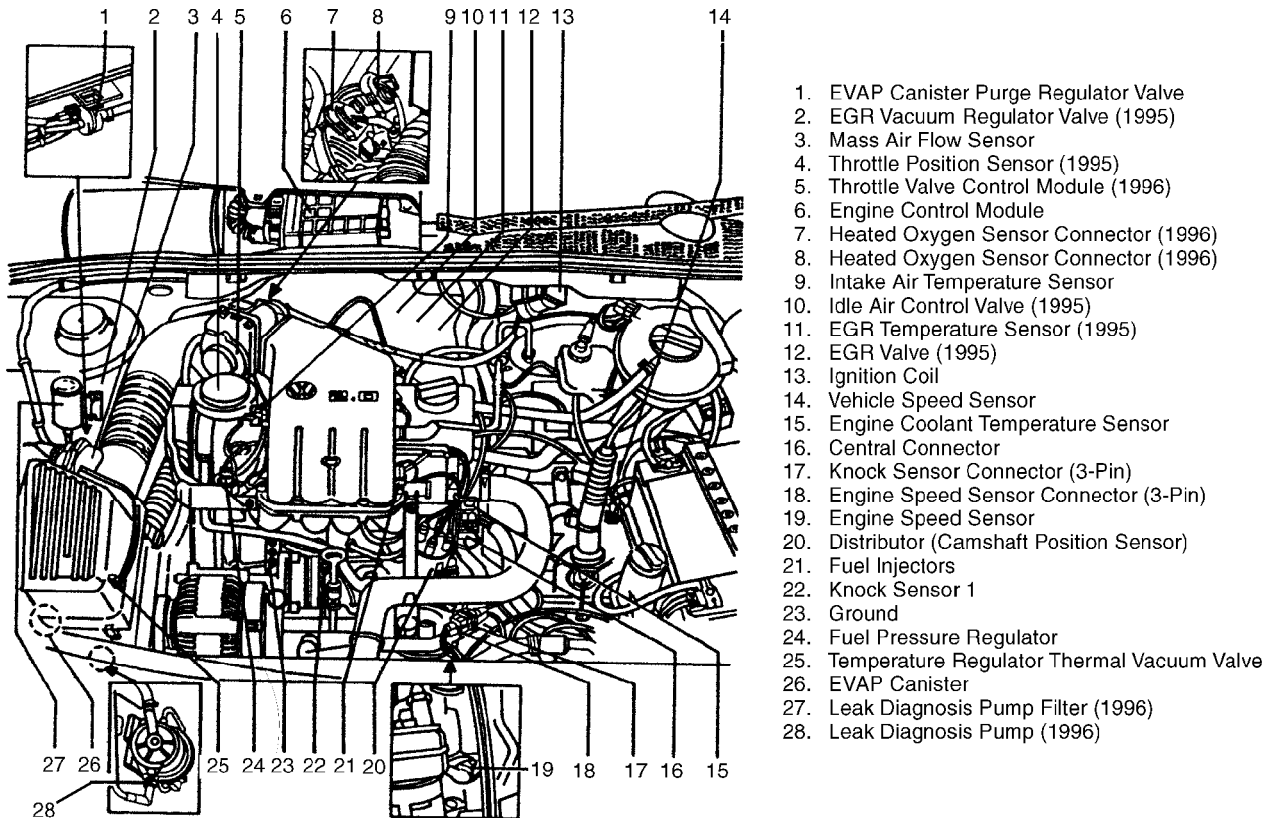 1 2 3 4 5 6 7 8 9 10 11 12 13 14
1. EVAP Canister Purge Regulator Valve
2. EGR Vacuum Regulator Valve (1995)
3. Mass Air Flow Sensor
4. Throttle Position Sensor (1995)
5. Throttle Valve Control Module (1996)
6. Engine Control Module
7. Heated Oxygen Sensor Connector (1996)
8. Heated Oxygen Sensor Connector (1996)
9. Intake Air Temperature Sensor
10. Idle Air Control Valve (1995)
11. EGR Temperature Sensor (1995)
12. EGR Valve (1995)
13. Ignition Coil
14. Vehicle Speed Sensor
15. Engine Coolant Temperature Sensor
16. Central Connector
17. Knock Sensor Connector (3-Pin)
18. Engine Speed Sensor Connector (3-Pin)
19. Engine Speed Sensor
20. Distributor (Camshaft Position Sensor)
21. Fuel Injectors
22. Knock Sensor 1
23. Ground
24. Fuel Pressure Regulator
25. Temperature Regulator Thermal Vacuum Valve
26. EVAP Canister
27. Leak Diagnosis Pump Filter (1996)
28. Leak Diagnosis Pump (1996)
27 26 25 24 23 22 21 20 19 18 17 16 15
28